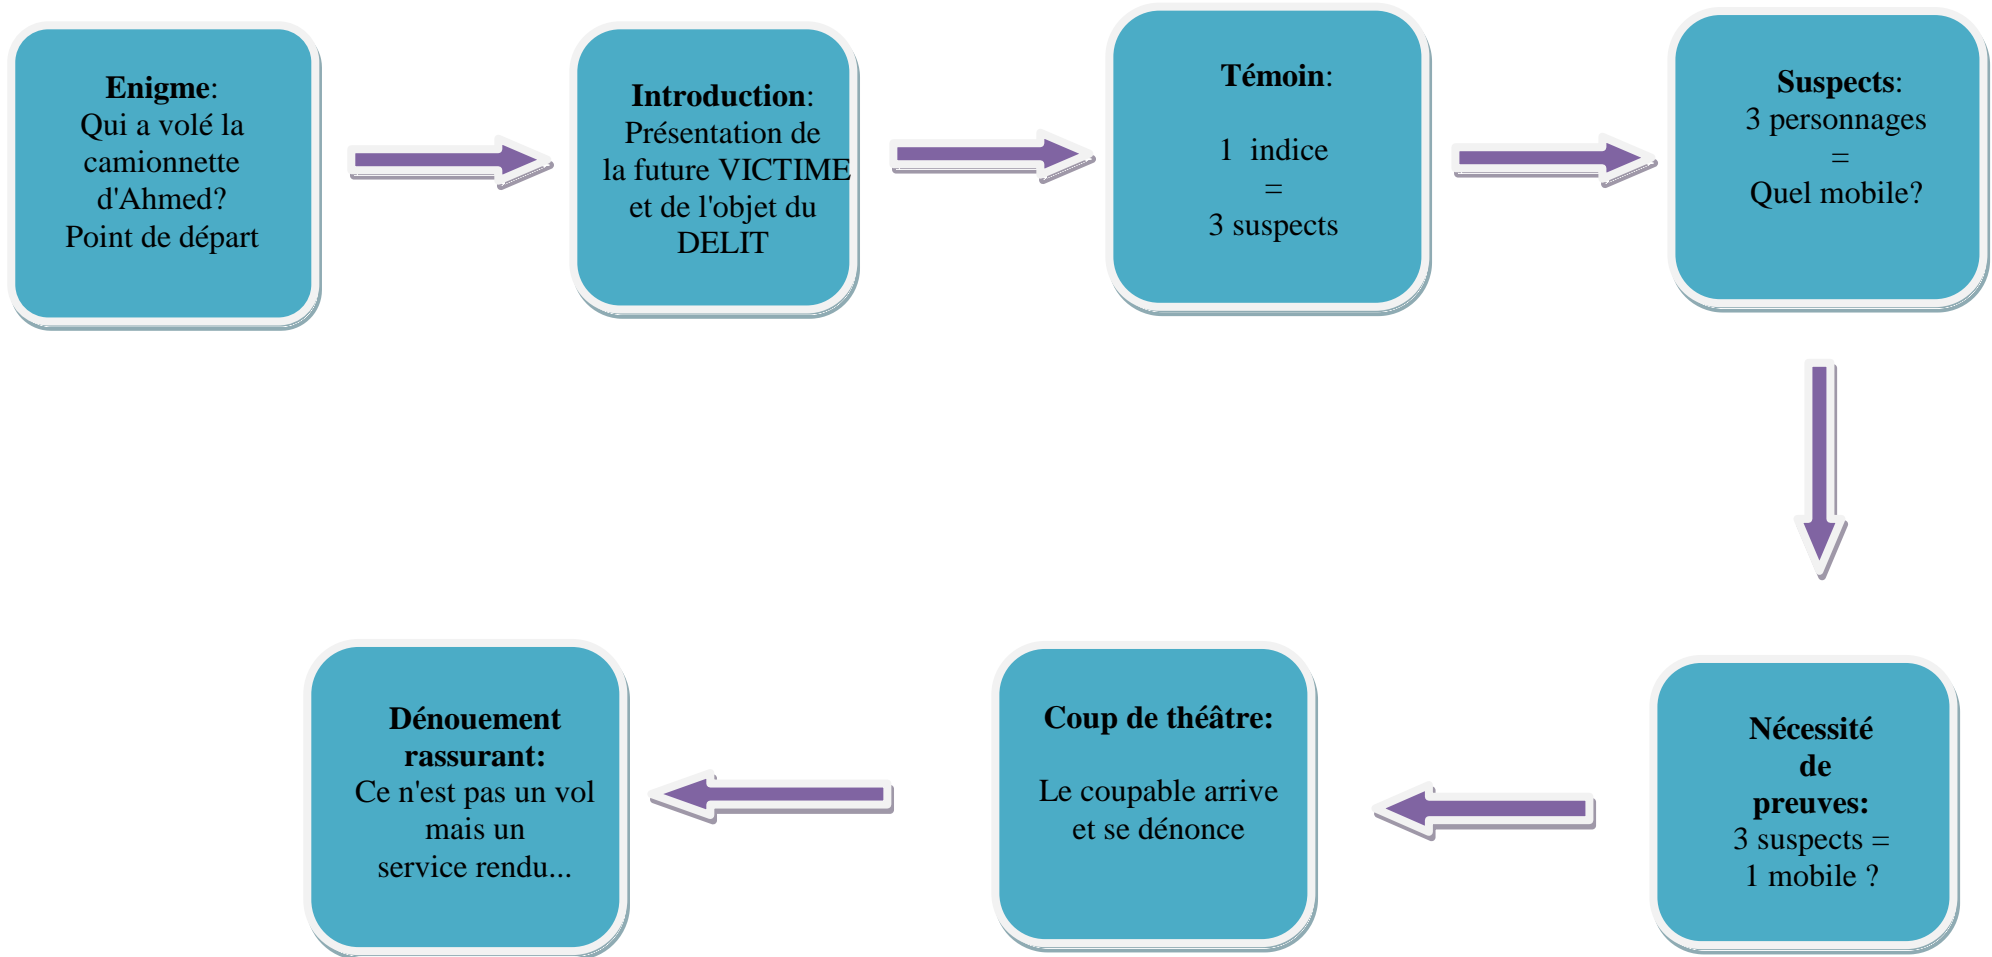 Enigme:
Qui a volé la
camionnette
d'Ahmed?
Point de départ
Introduction:
Présentation de
la future VICTIME
et de l'objet du
DELIT
Témoin:
1 indice
=
3 suspects
Suspects:
3 personnages
=
Quel mobile?
Nécessité
de
preuves:
3 suspects =
1 mobile ?
Coup de théâtre:
Le coupable arrive
et se dénonce
Dénouement
rassurant:
Ce n'est pas un vol
mais un
service rendu...